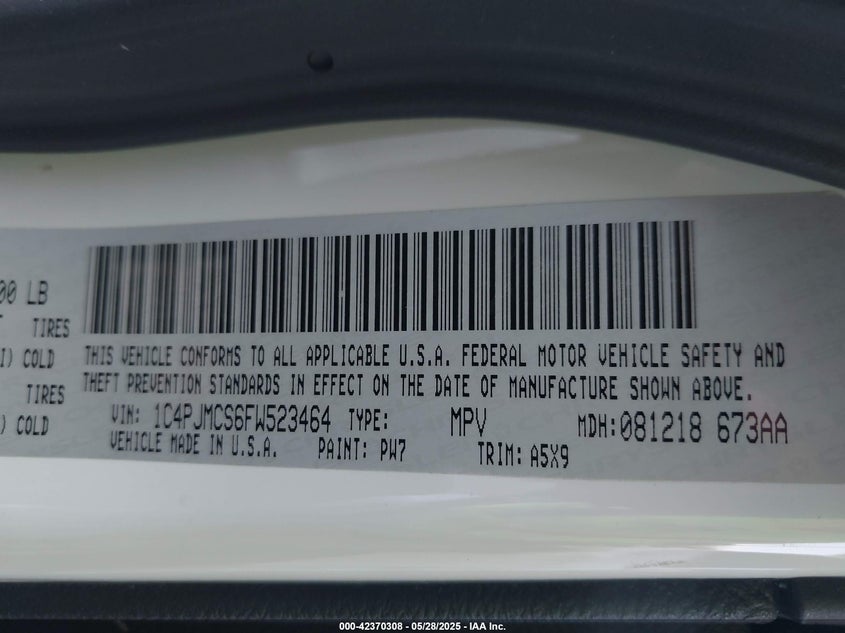 00 LB
TIRES
I) COLD
TIRES
) COLD
THIS VEHICLE CONFORMS TO ALL APPLICABLE U.S.A. FEDERAL MOTOR VEHICLE SAFETY AND
THEFT PREVENTION STANDARDS IN EFFECT ON THE DATE OF MANUFACTURE SHOWN ABOVE.
VIN: 1C4PJMCS6FW523464 TYPE: MPV MDH:081218 673AA
VEHICLE MADE IN U.S.A. PAINT: PW7 TRIM: A5X9
000-42370308 - 05/28/2025 - IAA Inc.